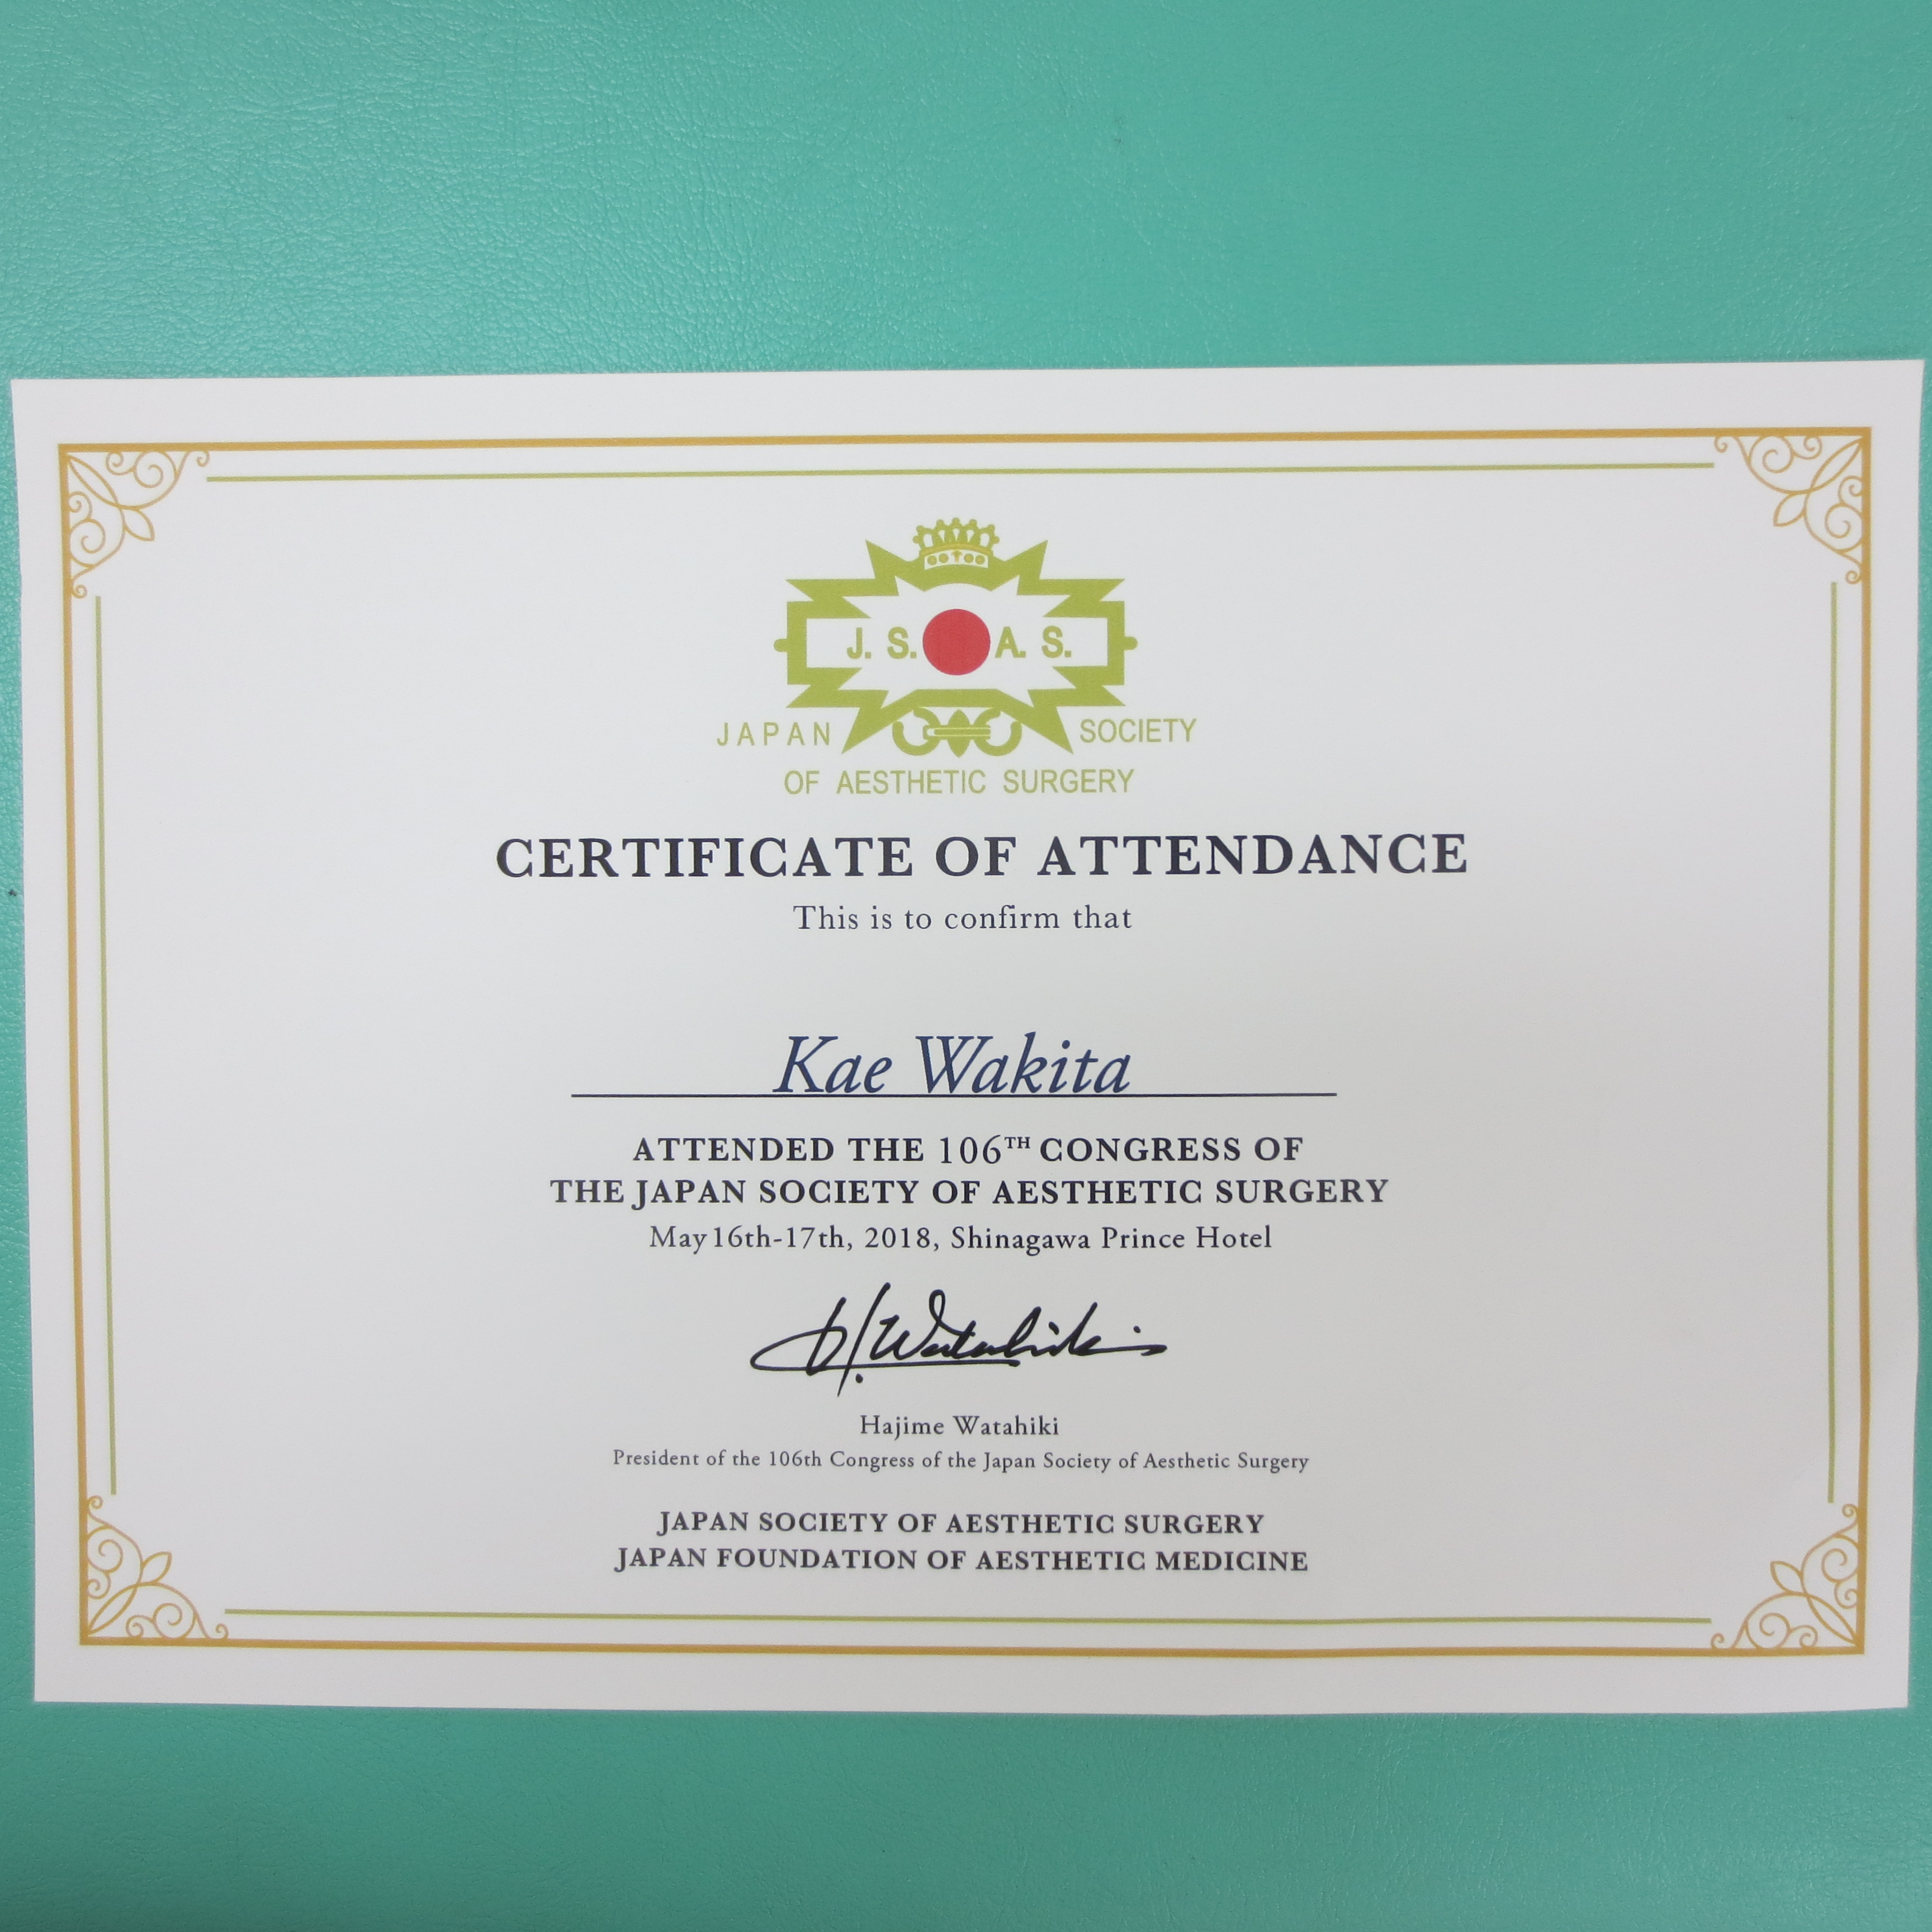 J. S. A. S.
JAPAN SOCIETY
OF AESTHETIC SURGERY
CERTIFICATE OF ATTENDANCE
This is to confirm that
Kae Wakita
ATTENDED THE 106TH CONGRESS OF
THE JAPAN SOCIETY OF AESTHETIC SURGERY
May 16th-17th, 2018, Shinagawa Prince Hotel
H. Watahiki
Hajime Watahiki
President of the 106th Congress of the Japan Society of Aesthetic Surgery
JAPAN SOCIETY OF AESTHETIC SURGERY
JAPAN FOUNDATION OF AESTHETIC MEDICINE